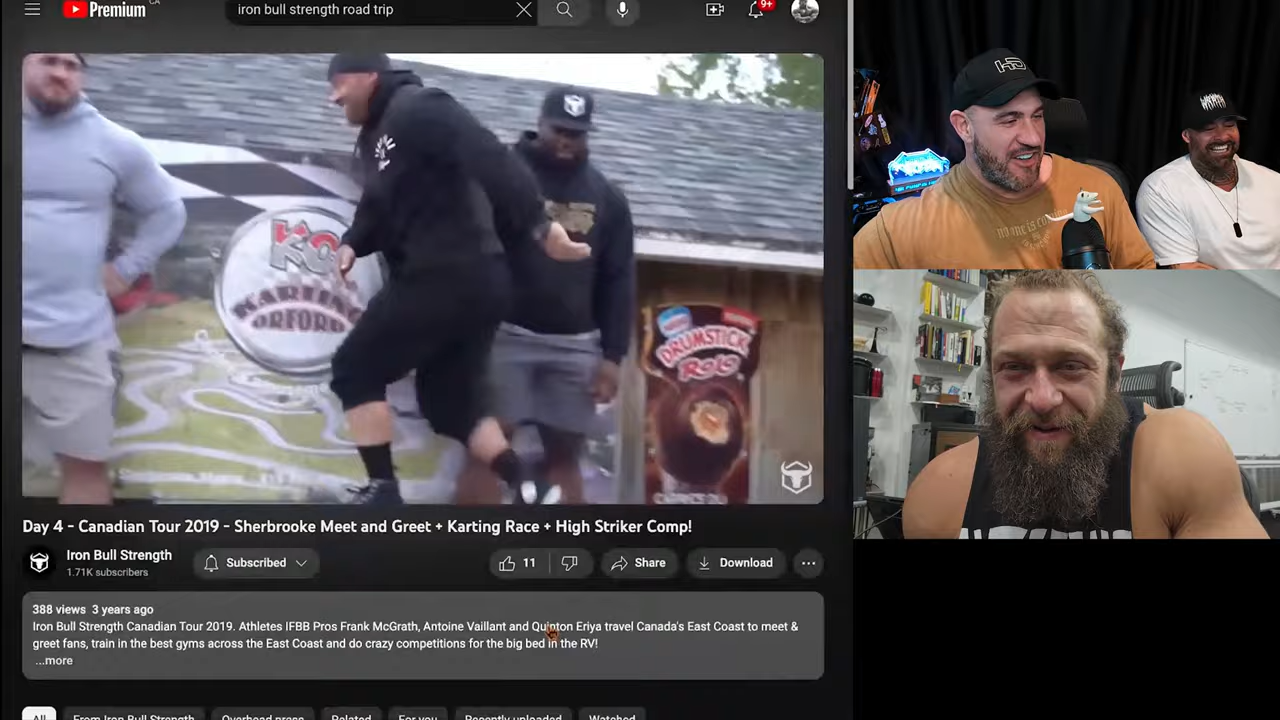 Premium CA
iron bull strength road trip
9+
KO
KARTING
ORFORD
DRUMSTICK
ROLO
Day 4 - Canadian Tour 2019 - Sherbrooke Meet and Greet + Karting Race + High Striker Comp!
Iron Bull Strength
1.71K subscribers
Subscribed
11
Share
Download
388 views 3 years ago
Iron Bull Strength Canadian Tour 2019. Athletes IFBB Pros Frank McGrath, Antoine Vaillant and Quinton Eriya travel Canada's East Coast to meet &
greet fans, train in the best gyms across the East Coast and do crazy competitions for the big bed in the RV!
...more
All
From Iron Bull Strength
Overhead press
Related
For you
Recently uploaded
Watched
HD